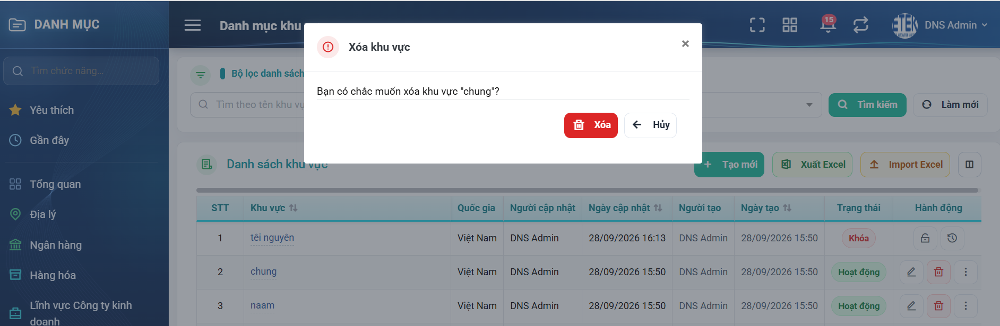 DANH MỤC
Tìm chức năng...
Yêu thích
Gần đây
Tổng quan
Địa lý
Ngân hàng
Hàng hóa
Lĩnh vực Công ty kinh
doanh
Danh mục khu
15
DNS Admin
Xóa khu vực
Bạn có chắc muốn xóa khu vực "chung"?
Xóa
Hủy
Bộ lọc danh sách
Tìm theo tên khu vự
Tìm kiếm
Làm mới
Danh sách khu vực
Tạo mới
Xuất Excel
Import Excel
STT Khu vực Quốc gia Người cập nhật Ngày cập nhật Người tạo Ngày tạo Trạng thái Hành động
1 têi nguyên Việt Nam DNS Admin 28/09/2026 16:13 DNS Admin 28/09/2026 15:50 Khóa
2 chung Việt Nam DNS Admin 28/09/2026 15:50 DNS Admin 28/09/2026 15:50 Hoạt động
3 naam Việt Nam DNS Admin 28/09/2026 15:50 DNS Admin 28/09/2026 15:50 Hoạt động